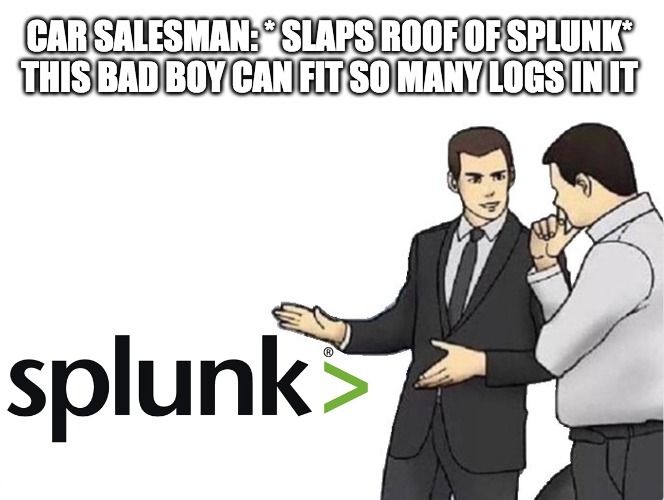 CAR SALESMAN: * SLAPS ROOF OF SPLUNK*
THIS BAD BOY CAN FIT SO MANY LOGS IN IT
splunk>®